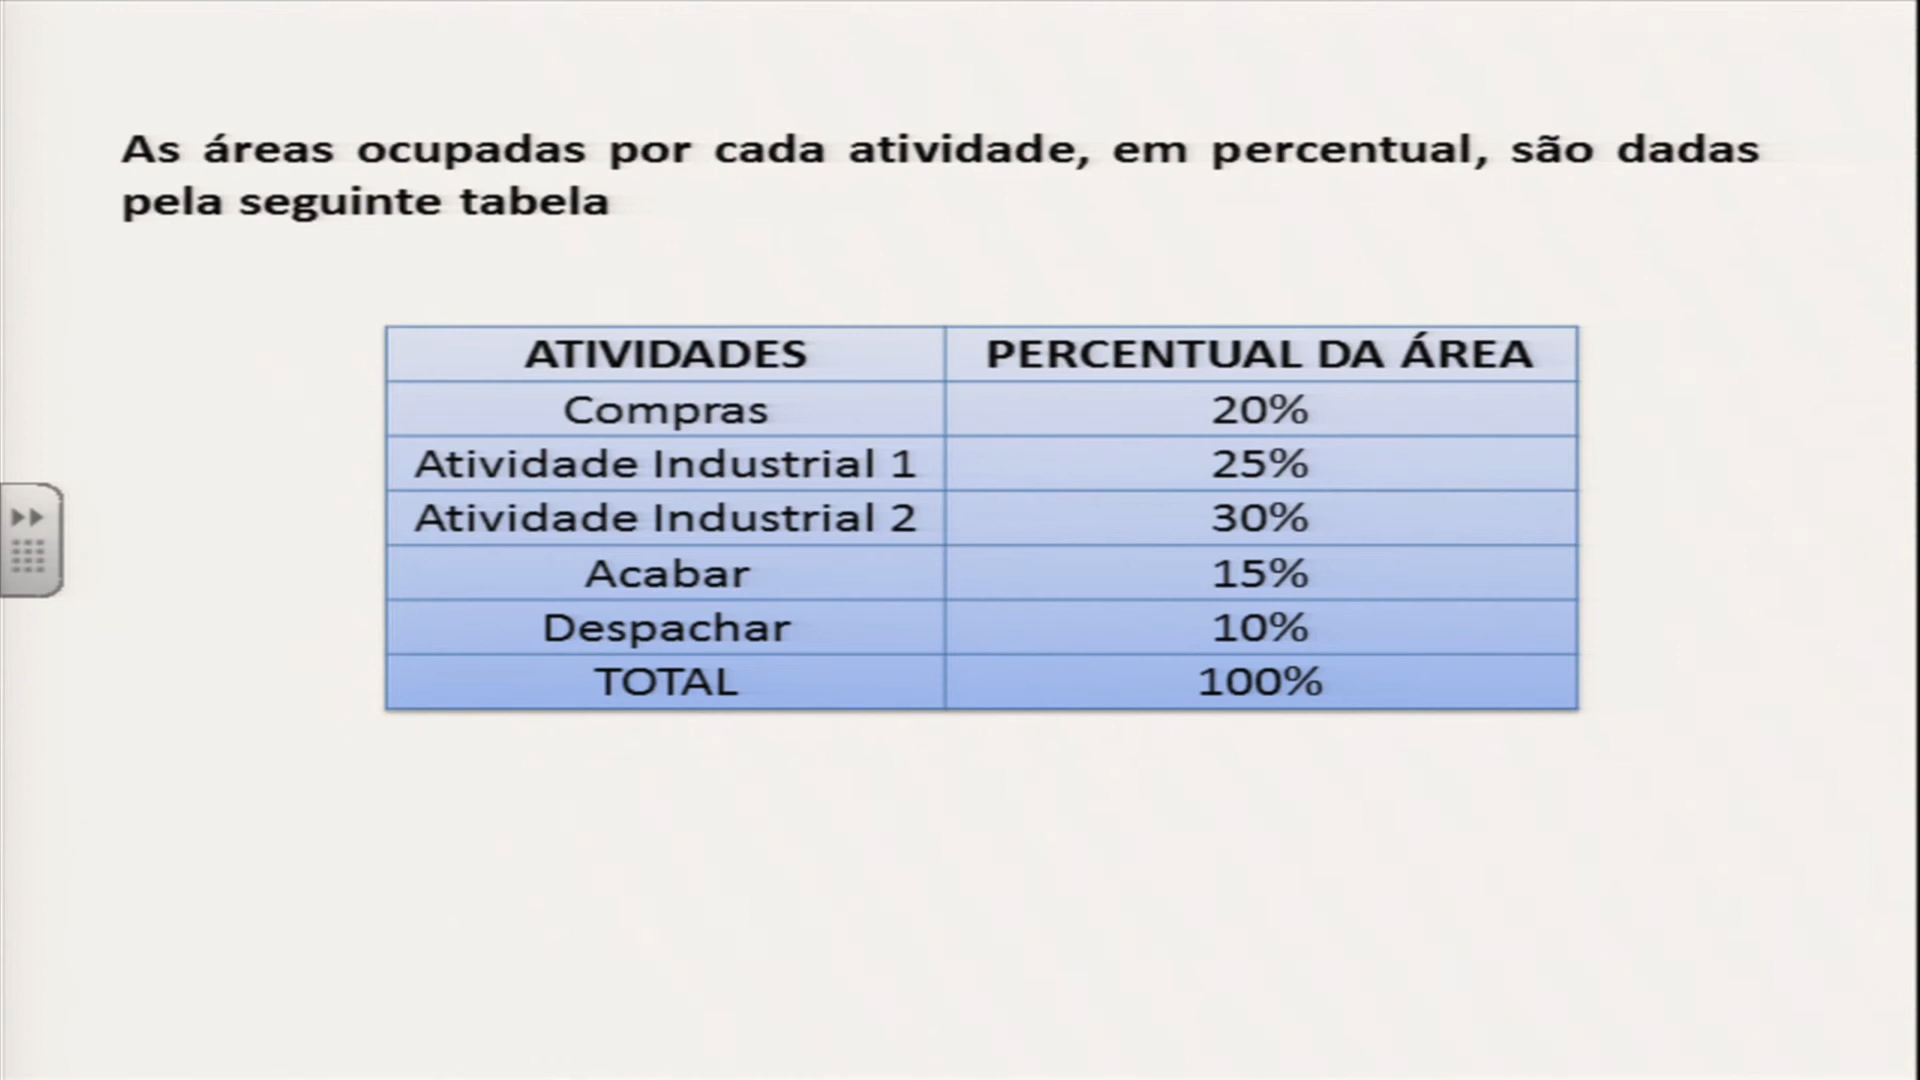 As áreas ocupadas por cada atividade, em percentual, são dadas
pela seguinte tabela
ATIVIDADES PERCENTUAL DA ÁREA
Compras 20%
Atividade Industrial 1 25%
Atividade Industrial 2 30%
Acabar 15%
Despachar 10%
TOTAL 100%